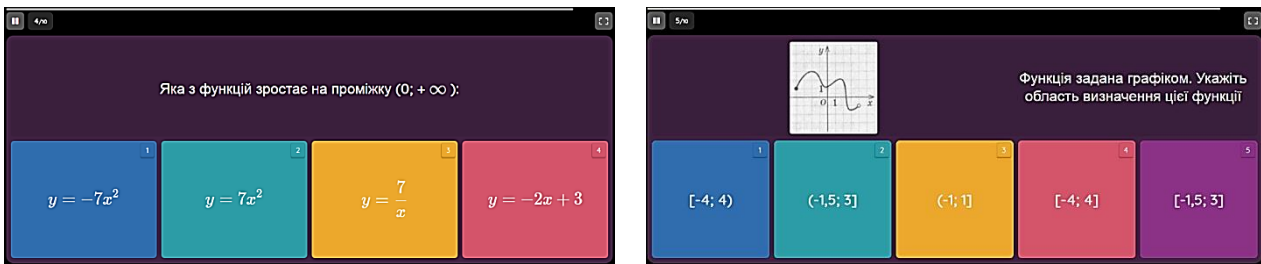 4/10
Яка з функцій зростає на проміжку (0; + ∞ ):
1
y = −7x²
2
y = 7x²
3
y = 7/x
4
y = −2x + 3
5/10
y
1
0 1 x
Функція задана графіком. Укажіть
область визначення цієї функції
1
[-4; 4)
2
(-1,5; 3]
3
(-1; 1]
4
[-4; 4]
5
[-1,5; 3]